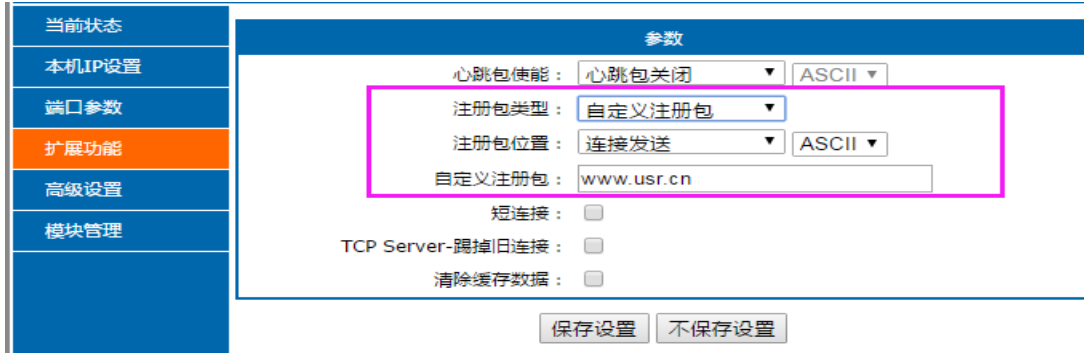 当前状态
本机IP设置
端口参数
扩展功能
高级设置
模块管理
参数
心跳包使能： 心跳包关闭 ASCII
注册包类型： 自定义注册包
注册包位置： 连接发送 ASCII
自定义注册包： www.usr.cn
短连接：
TCP Server-踢掉旧连接：
清除缓存数据：
保存设置 不保存设置